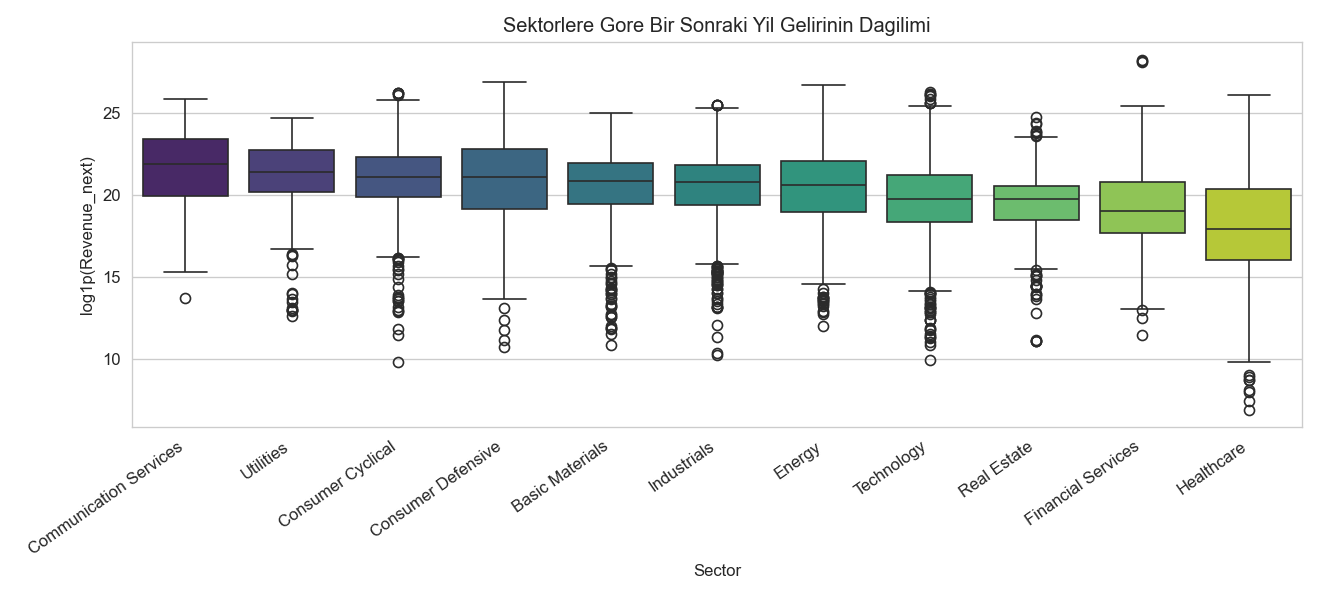 Sektorlere Gore Bir Sonraki Yil Gelirinin Dagilimi
log1p(Revenue_next)
25
20
15
10
Communication Services
Utilities
Consumer Cyclical
Consumer Defensive
Basic Materials
Industrials
Energy
Technology
Real Estate
Financial Services
Healthcare
Sector